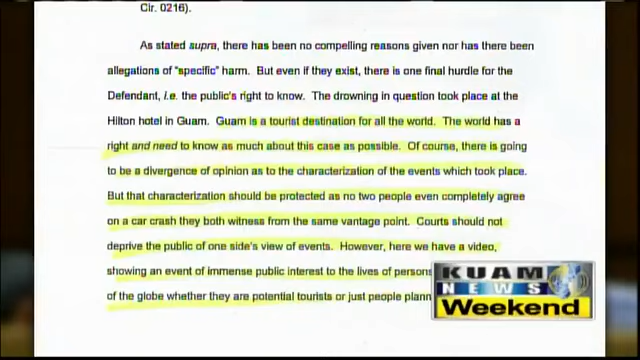 Cir. 0216).
As stated supra, there has been no compelling reasons given nor has there been
allegations of "specific" harm. But even if they exist, there is one final hurdle for the
Defendant, i.e. the public's right to know. The drowning in question took place at the
Hilton hotel in Guam. Guam is a tourist destination for all the world. The world has a
right and need to know as much about this case as possible. Of course, there is going
to be a divergence of opinion as to the characterization of the events which took place.
But that characterization should be protected as no two people even completely agree
on a car crash they both witness from the same vantage point. Courts should not
deprive the public of one side's view of events. However, here we have a video,
showing an event of immense public interest to the lives of persons
of the globe whether they are potential tourists or just people plann
KUAM
NEWS
Weekend